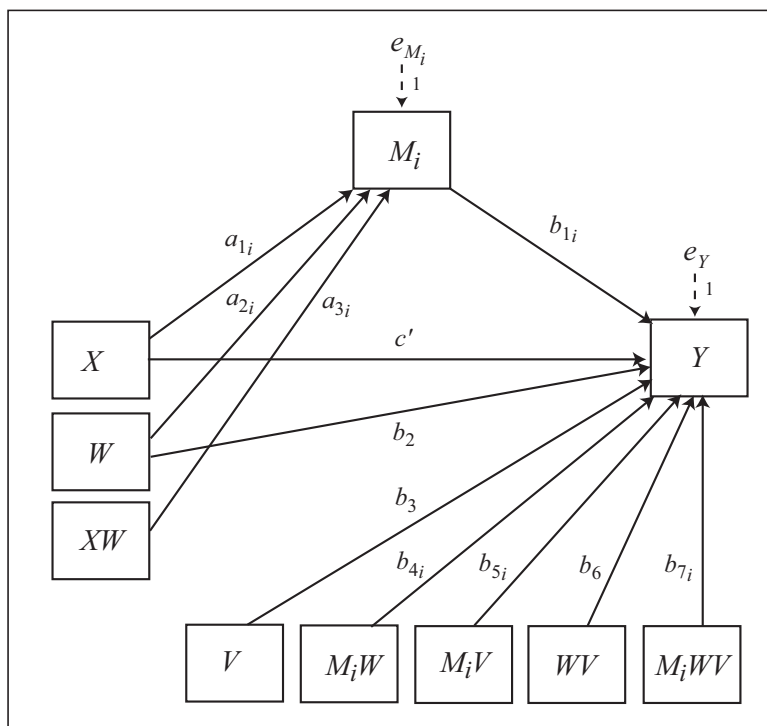 e_{M_i}
1
M_i
a_{1i}
b_{1i}
a_{2i}
a_{3i}
e_Y
1
X
c′
Y
W
b_2
XW
b_3
b_{4i}
b_{5i}
b_6
b_{7i}
V
M_iW
M_iV
WV
M_iWV